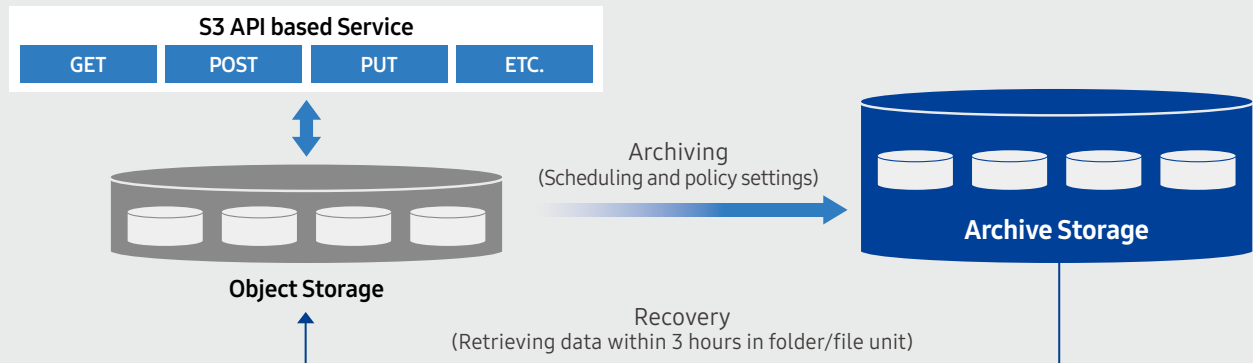 S3 API based Service
GET
POST
PUT
ETC.
Archiving
(Scheduling and policy settings)
Archive Storage
Object Storage
Recovery
(Retrieving data within 3 hours in folder/file unit)